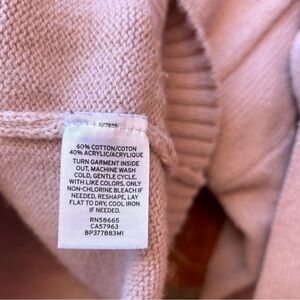 60% COTTON/COTON
40% ACRYLIC/ACRYLIQUE
TURN GARMENT INSIDE
OUT, MACHINE WASH
COLD, GENTLE CYCLE,
WITH LIKE COLORS. ONLY
NON-CHLORINE BLEACH IF
NEEDED, RESHAPE, LAY
FLAT TO DRY, COOL IRON
IF NEEDED.
RN58665
CA57963
BP377883MI